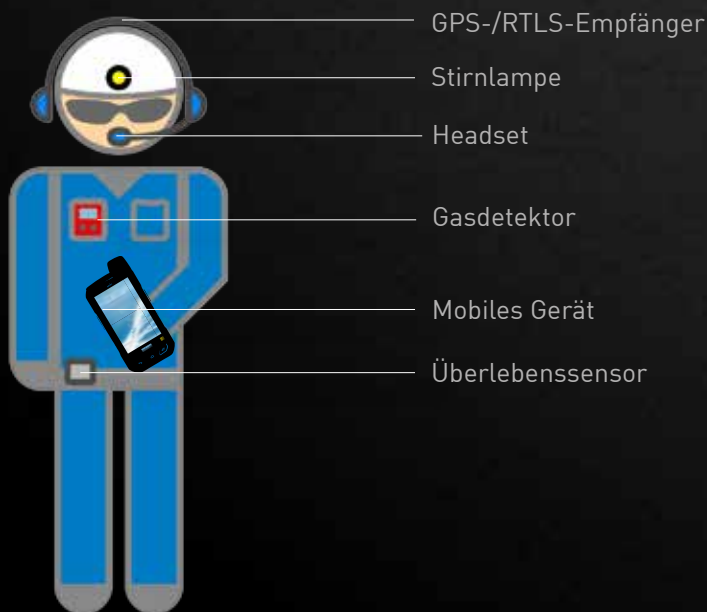 GPS-/RTLS-Empfänger
Stirnlampe
Headset
Gasdetektor
Mobiles Gerät
Überlebenssensor